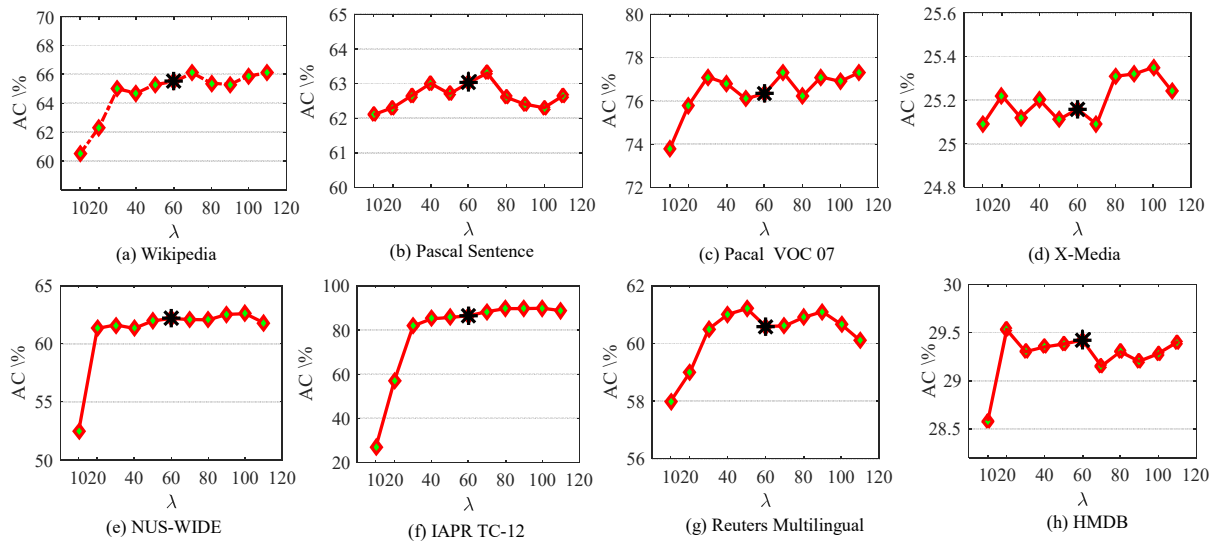 70
68
66
64
62
60
AC \%
1020 40 60 80 100 120
λ
(a) Wikipedia
65
64
63
62
61
60
AC \%
1020 40 60 80 100 120
λ
(b) Pascal Sentence
80
78
76
74
72
AC \%
1020 40 60 80 100 120
λ
(c) Pacal VOC 07
25.6
25.4
25.2
25
24.8
AC \%
1020 40 60 80 100 120
λ
(d) X-Media
65
60
55
50
AC \%
1020 40 60 80 100 120
λ
(e) NUS-WIDE
100
80
60
40
20
AC \%
1020 40 60 80 100 120
λ
(f) IAPR TC-12
62
60
58
56
AC \%
1020 40 60 80 100 120
λ
(g) Reuters Multilingual
30
29.5
29
28.5
AC \%
1020 40 60 80 100 120
λ
(h) HMDB